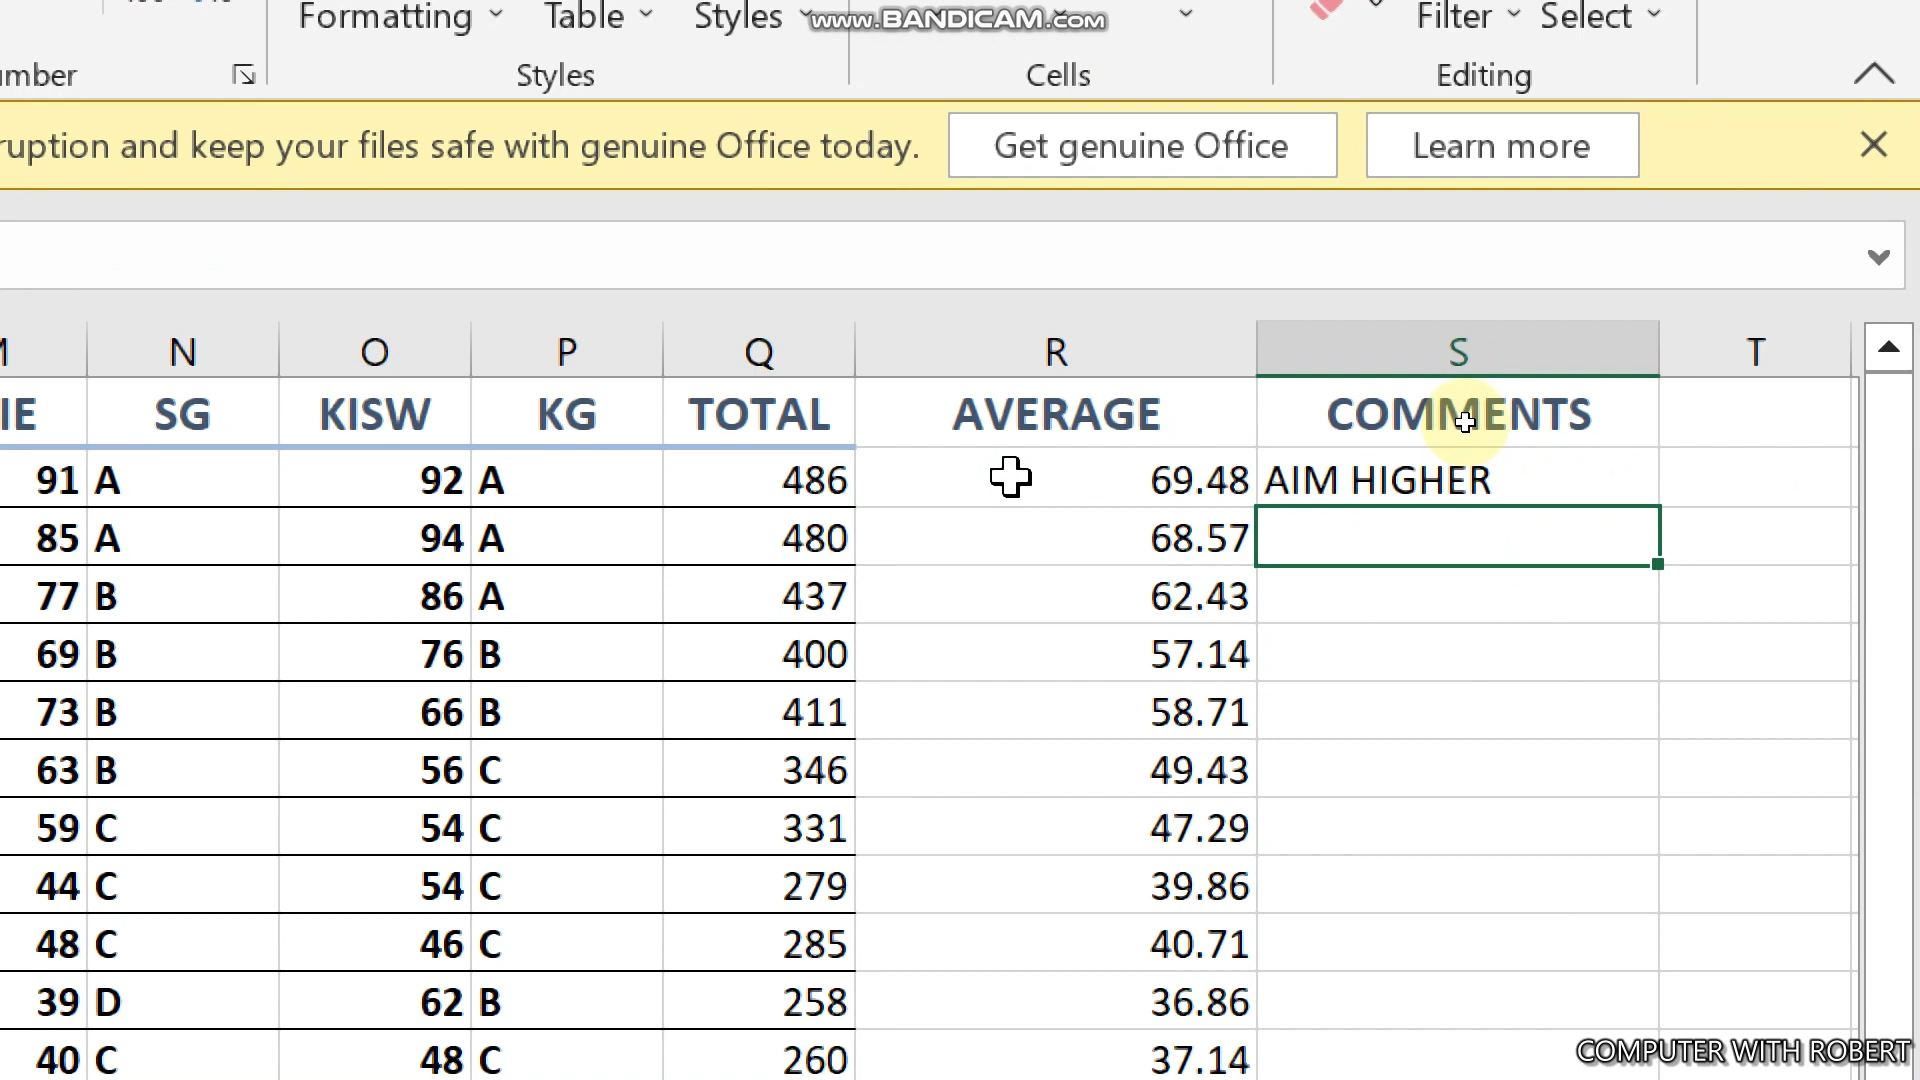 Formatting Table Styles www.BANDICAM.com Filter Select
umber Styles Cells Editing
ruption and keep your files safe with genuine Office today. Get genuine Office Learn more
N O P Q R S T
IE SG KISW KG TOTAL AVERAGE COMMENTS
91 A 92 A 486 69.48 AIM HIGHER
85 A 94 A 480 68.57
77 B 86 A 437 62.43
69 B 76 B 400 57.14
73 B 66 B 411 58.71
63 B 56 C 346 49.43
59 C 54 C 331 47.29
44 C 54 C 279 39.86
48 C 46 C 285 40.71
39 D 62 B 258 36.86
40 C 48 C 260 37.14
COMPUTER WITH ROBERT